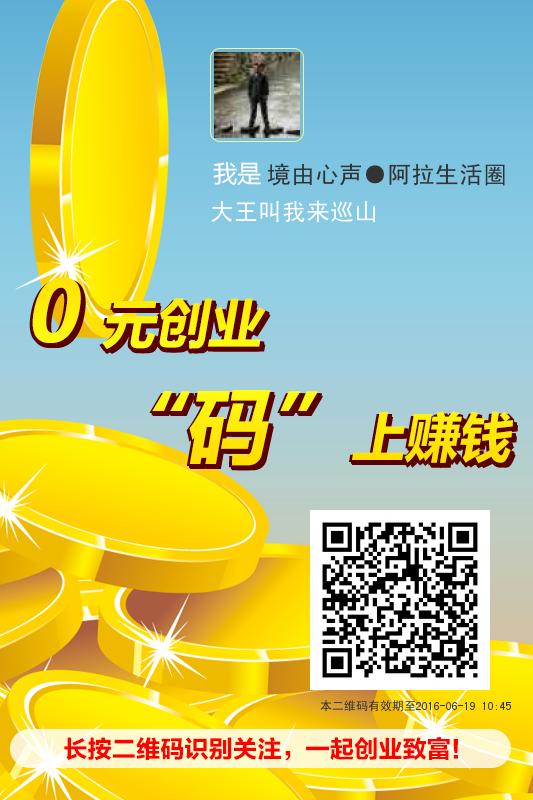 我是 境由心声●阿拉生活圈
大王叫我来巡山
0 元创业
“码” 上赚钱
本二维码有效期至2016-06-19 10:45
长按二维码识别关注，一起创业致富!